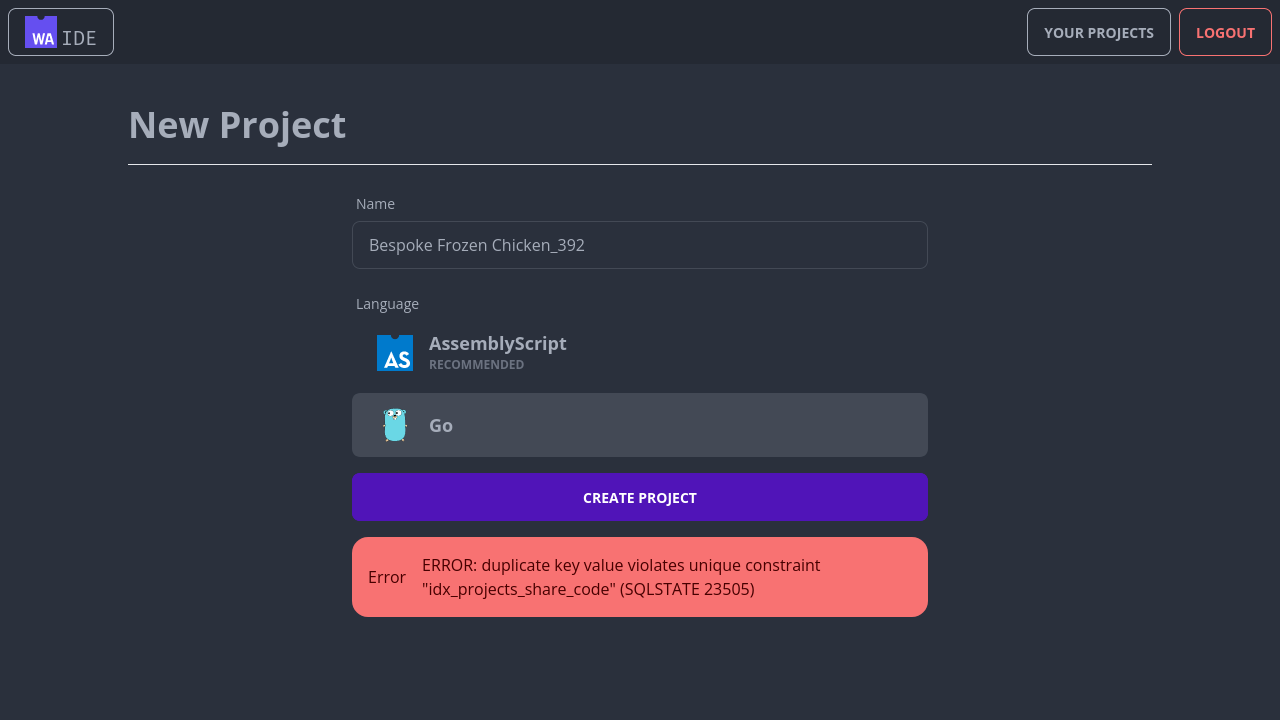 WA IDE
YOUR PROJECTS
LOGOUT
New Project
Name
Bespoke Frozen Chicken_392
Language
AS
AssemblyScript
RECOMMENDED
Go
CREATE PROJECT
Error
ERROR: duplicate key value violates unique constraint
"idx_projects_share_code" (SQLSTATE 23505)